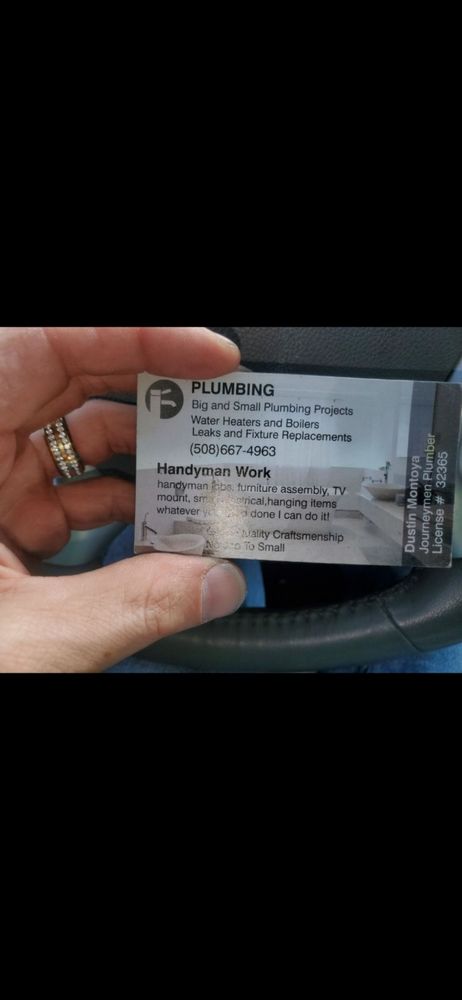 PLUMBING
Big and Small Plumbing Projects
Water Heaters and Boilers
Leaks and Fixture Replacements
(508)667-4963
Handyman Work
handyman jobs, furniture assembly, TV
mount, hanging items
whatever done I can do it!
Quality Craftsmenship
To Small
Dustin Montoya
Journeymen Plumber
License # 32365